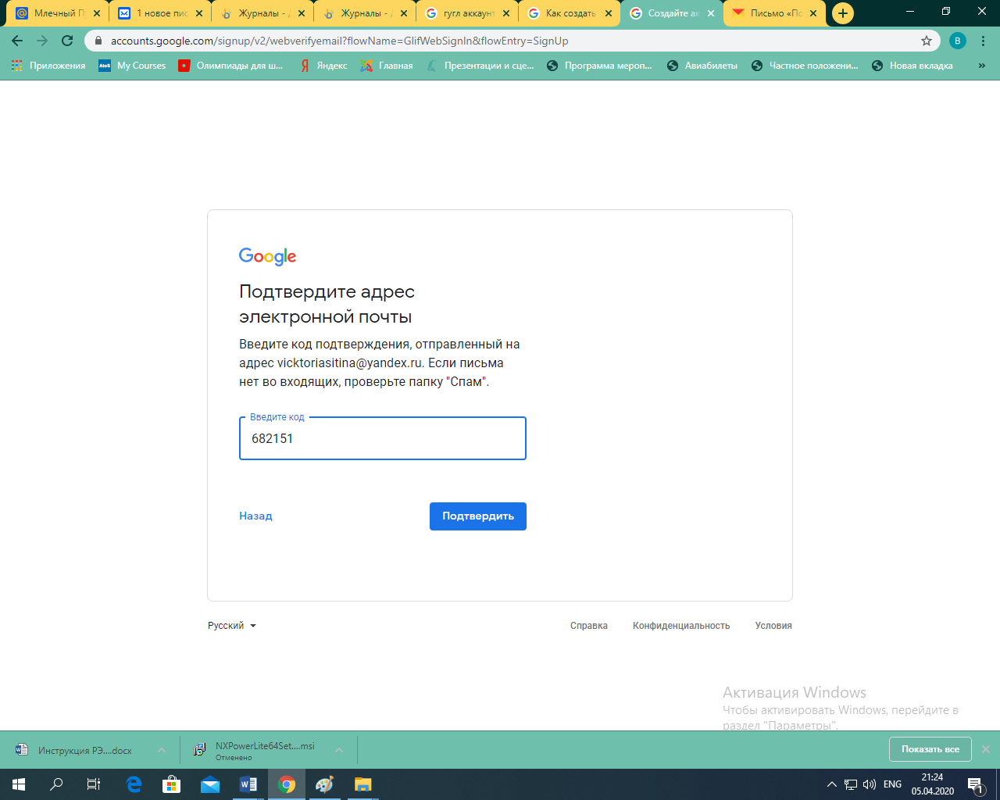 Млечный П
1 новое пис
Журналы - Д
Журналы - Д
гугл аккаунт
Как создать
Создайте ак
Письмо «По
accounts.google.com/signup/v2/webverifyemail?flowName=GlifWebSignIn&flowEntry=SignUp
В
Приложения
AtoS
My Courses
Олимпиады для ш...
Я
Яндекс
Главная
Презентации и сце...
Программа мероп...
Авиабилеты
Частное положени...
Новая вкладка
»
Google
Подтвердите адрес
электронной почты
Введите код подтверждения, отправленный на
адрес vicktoriasitina@yandex.ru. Если письма
нет во входящих, проверьте папку "Спам".
Введите код
682151
Назад
Подтвердить
Русский
Справка
Конфиденциальность
Условия
Активация Windows
Чтобы активировать Windows, перейдите в
раздел "Параметры".
Инструкция РЭ....docx
NXPowerLite64Set....msi
Отменено
Показать все
ENG
21:24
05.04.2020
1